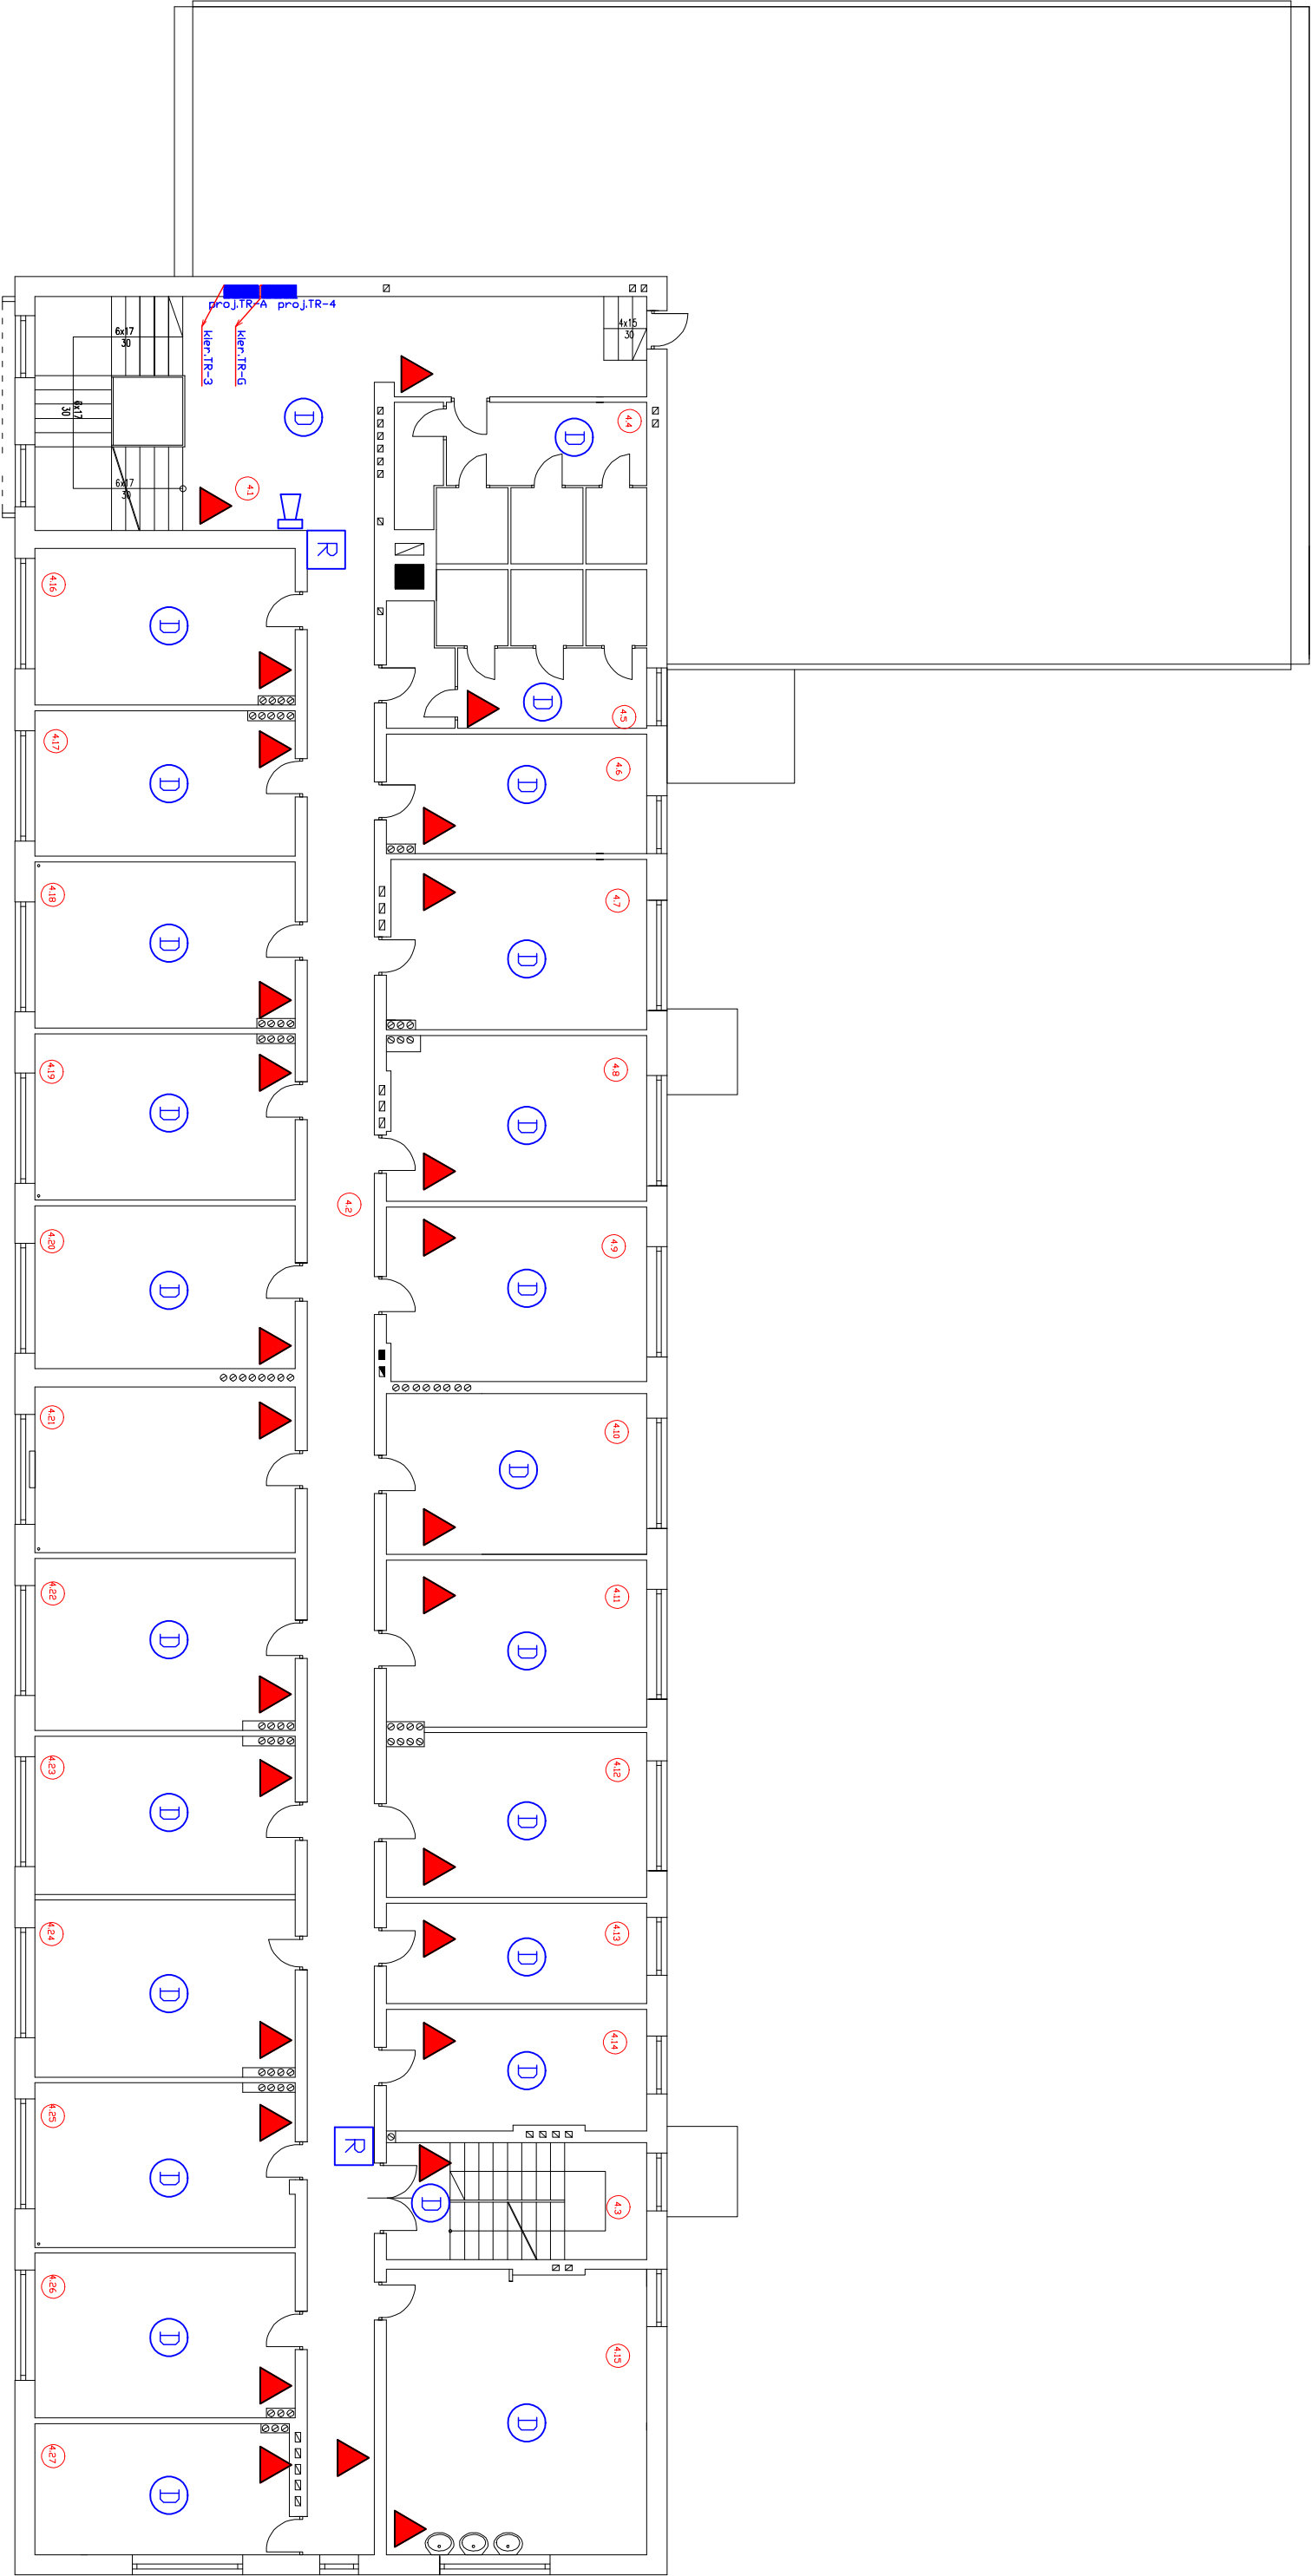 proj.TR-A proj.TR-4
kier.TR-3
kier.TR-G
6x17
30
4x15
30
6x17
30
6x17
30
D
4.4
D
4.1
R
4.16
D
4.5
D
4.17
D
4.6
D
4.18
D
4.7
D
4.19
D
4.8
D
4.2
4.20
D
4.9
D
4.21
4.10
D
4.22
D
4.11
D
4.23
D
4.12
D
4.24
D
4.13
D
4.14
D
4.25
D
R
D
4.3
4.26
D
4.15
D
4.27
D